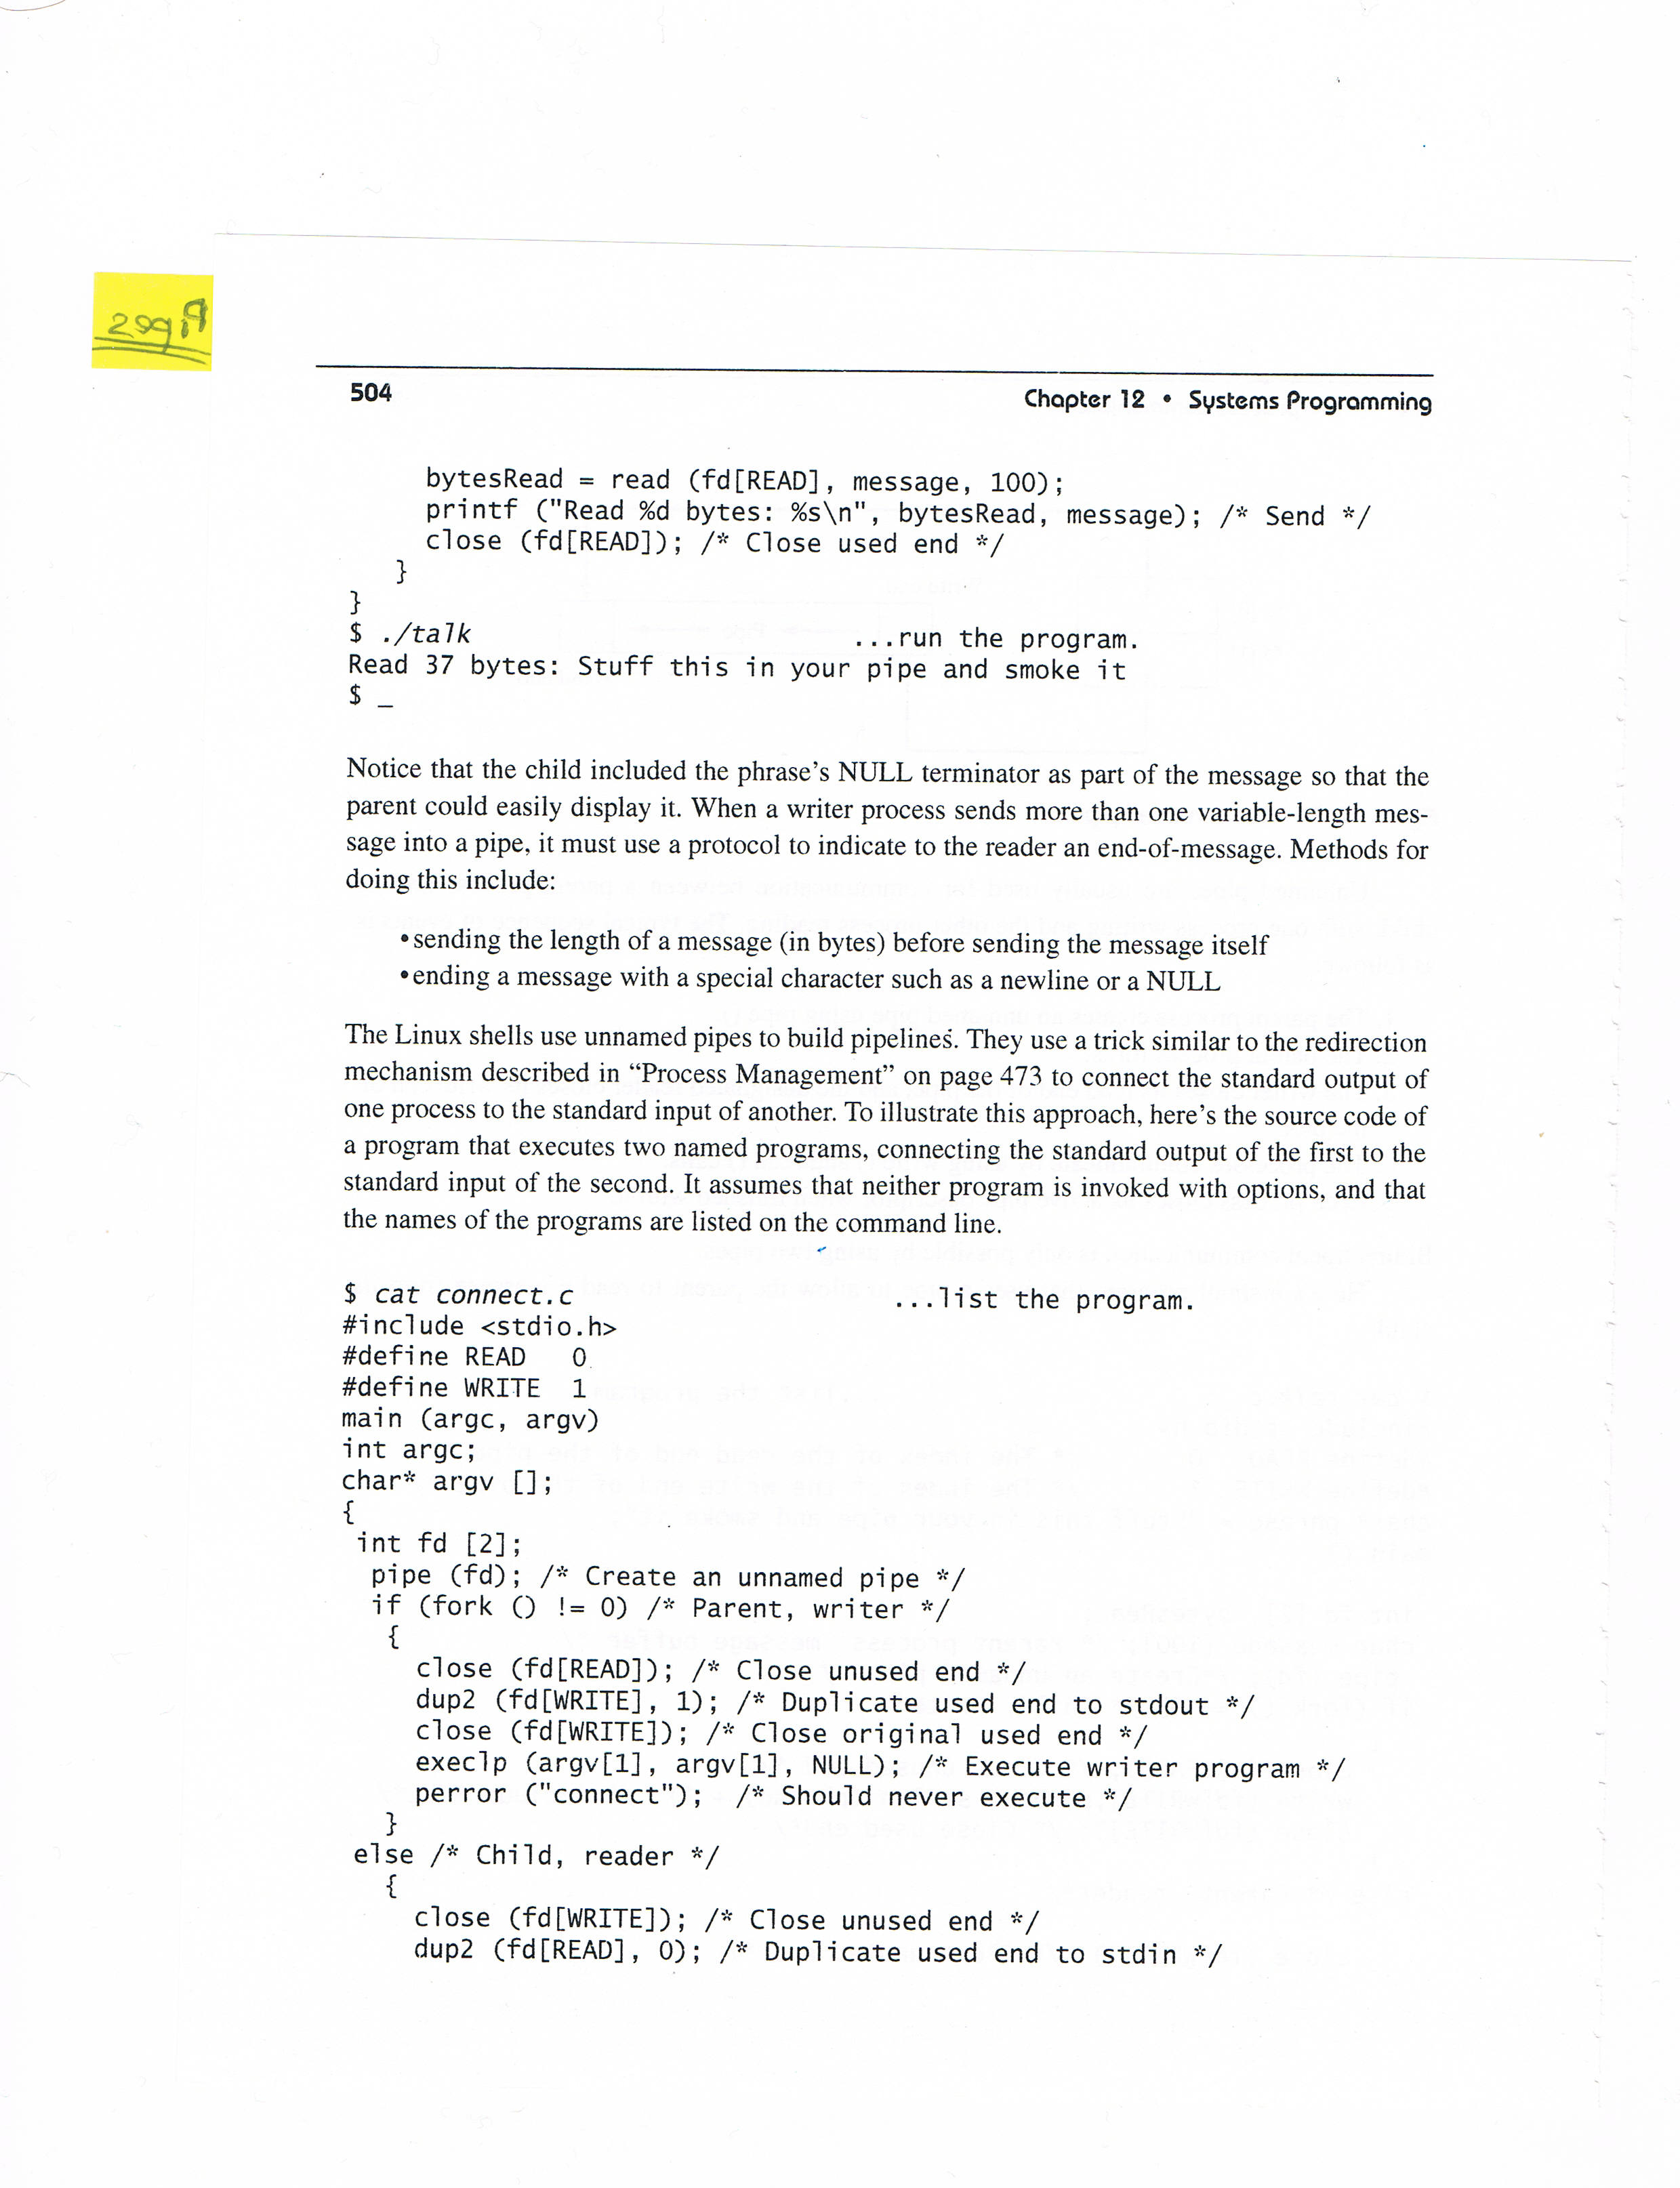 504
Chapter 12 • Systems Programming
bytesRead = read (fd[READ], message, 100);
printf ("Read %d bytes: %s\n", bytesRead, message); /* Send */
close (fd[READ]); /* Close used end */
}
}
$ ./talk ...run the program.
Read 37 bytes: Stuff this in your pipe and smoke it
$ _
Notice that the child included the phrase's NULL terminator as part of the message so that the
parent could easily display it. When a writer process sends more than one variable-length mes-
sage into a pipe, it must use a protocol to indicate to the reader an end-of-message. Methods for
doing this include:
• sending the length of a message (in bytes) before sending the message itself
• ending a message with a special character such as a newline or a NULL
The Linux shells use unnamed pipes to build pipelines. They use a trick similar to the redirection
mechanism described in “Process Management” on page 473 to connect the standard output of
one process to the standard input of another. To illustrate this approach, here's the source code of
a program that executes two named programs, connecting the standard output of the first to the
standard input of the second. It assumes that neither program is invoked with options, and that
the names of the programs are listed on the command line.
$ cat connect.c ...list the program.
#include <stdio.h>
#define READ 0
#define WRITE 1
main (argc, argv)
int argc;
char* argv [];
{
int fd [2];
pipe (fd); /* Create an unnamed pipe */
if (fork () != 0) /* Parent, writer */
{
close (fd[READ]); /* Close unused end */
dup2 (fd[WRITE], 1); /* Duplicate used end to stdout */
close (fd[WRITE]); /* Close original used end */
execlp (argv[1], argv[1], NULL); /* Execute writer program */
perror ("connect"); /* Should never execute */
}
else /* Child, reader */
{
close (fd[WRITE]); /* Close unused end */
dup2 (fd[READ], 0); /* Duplicate used end to stdin */